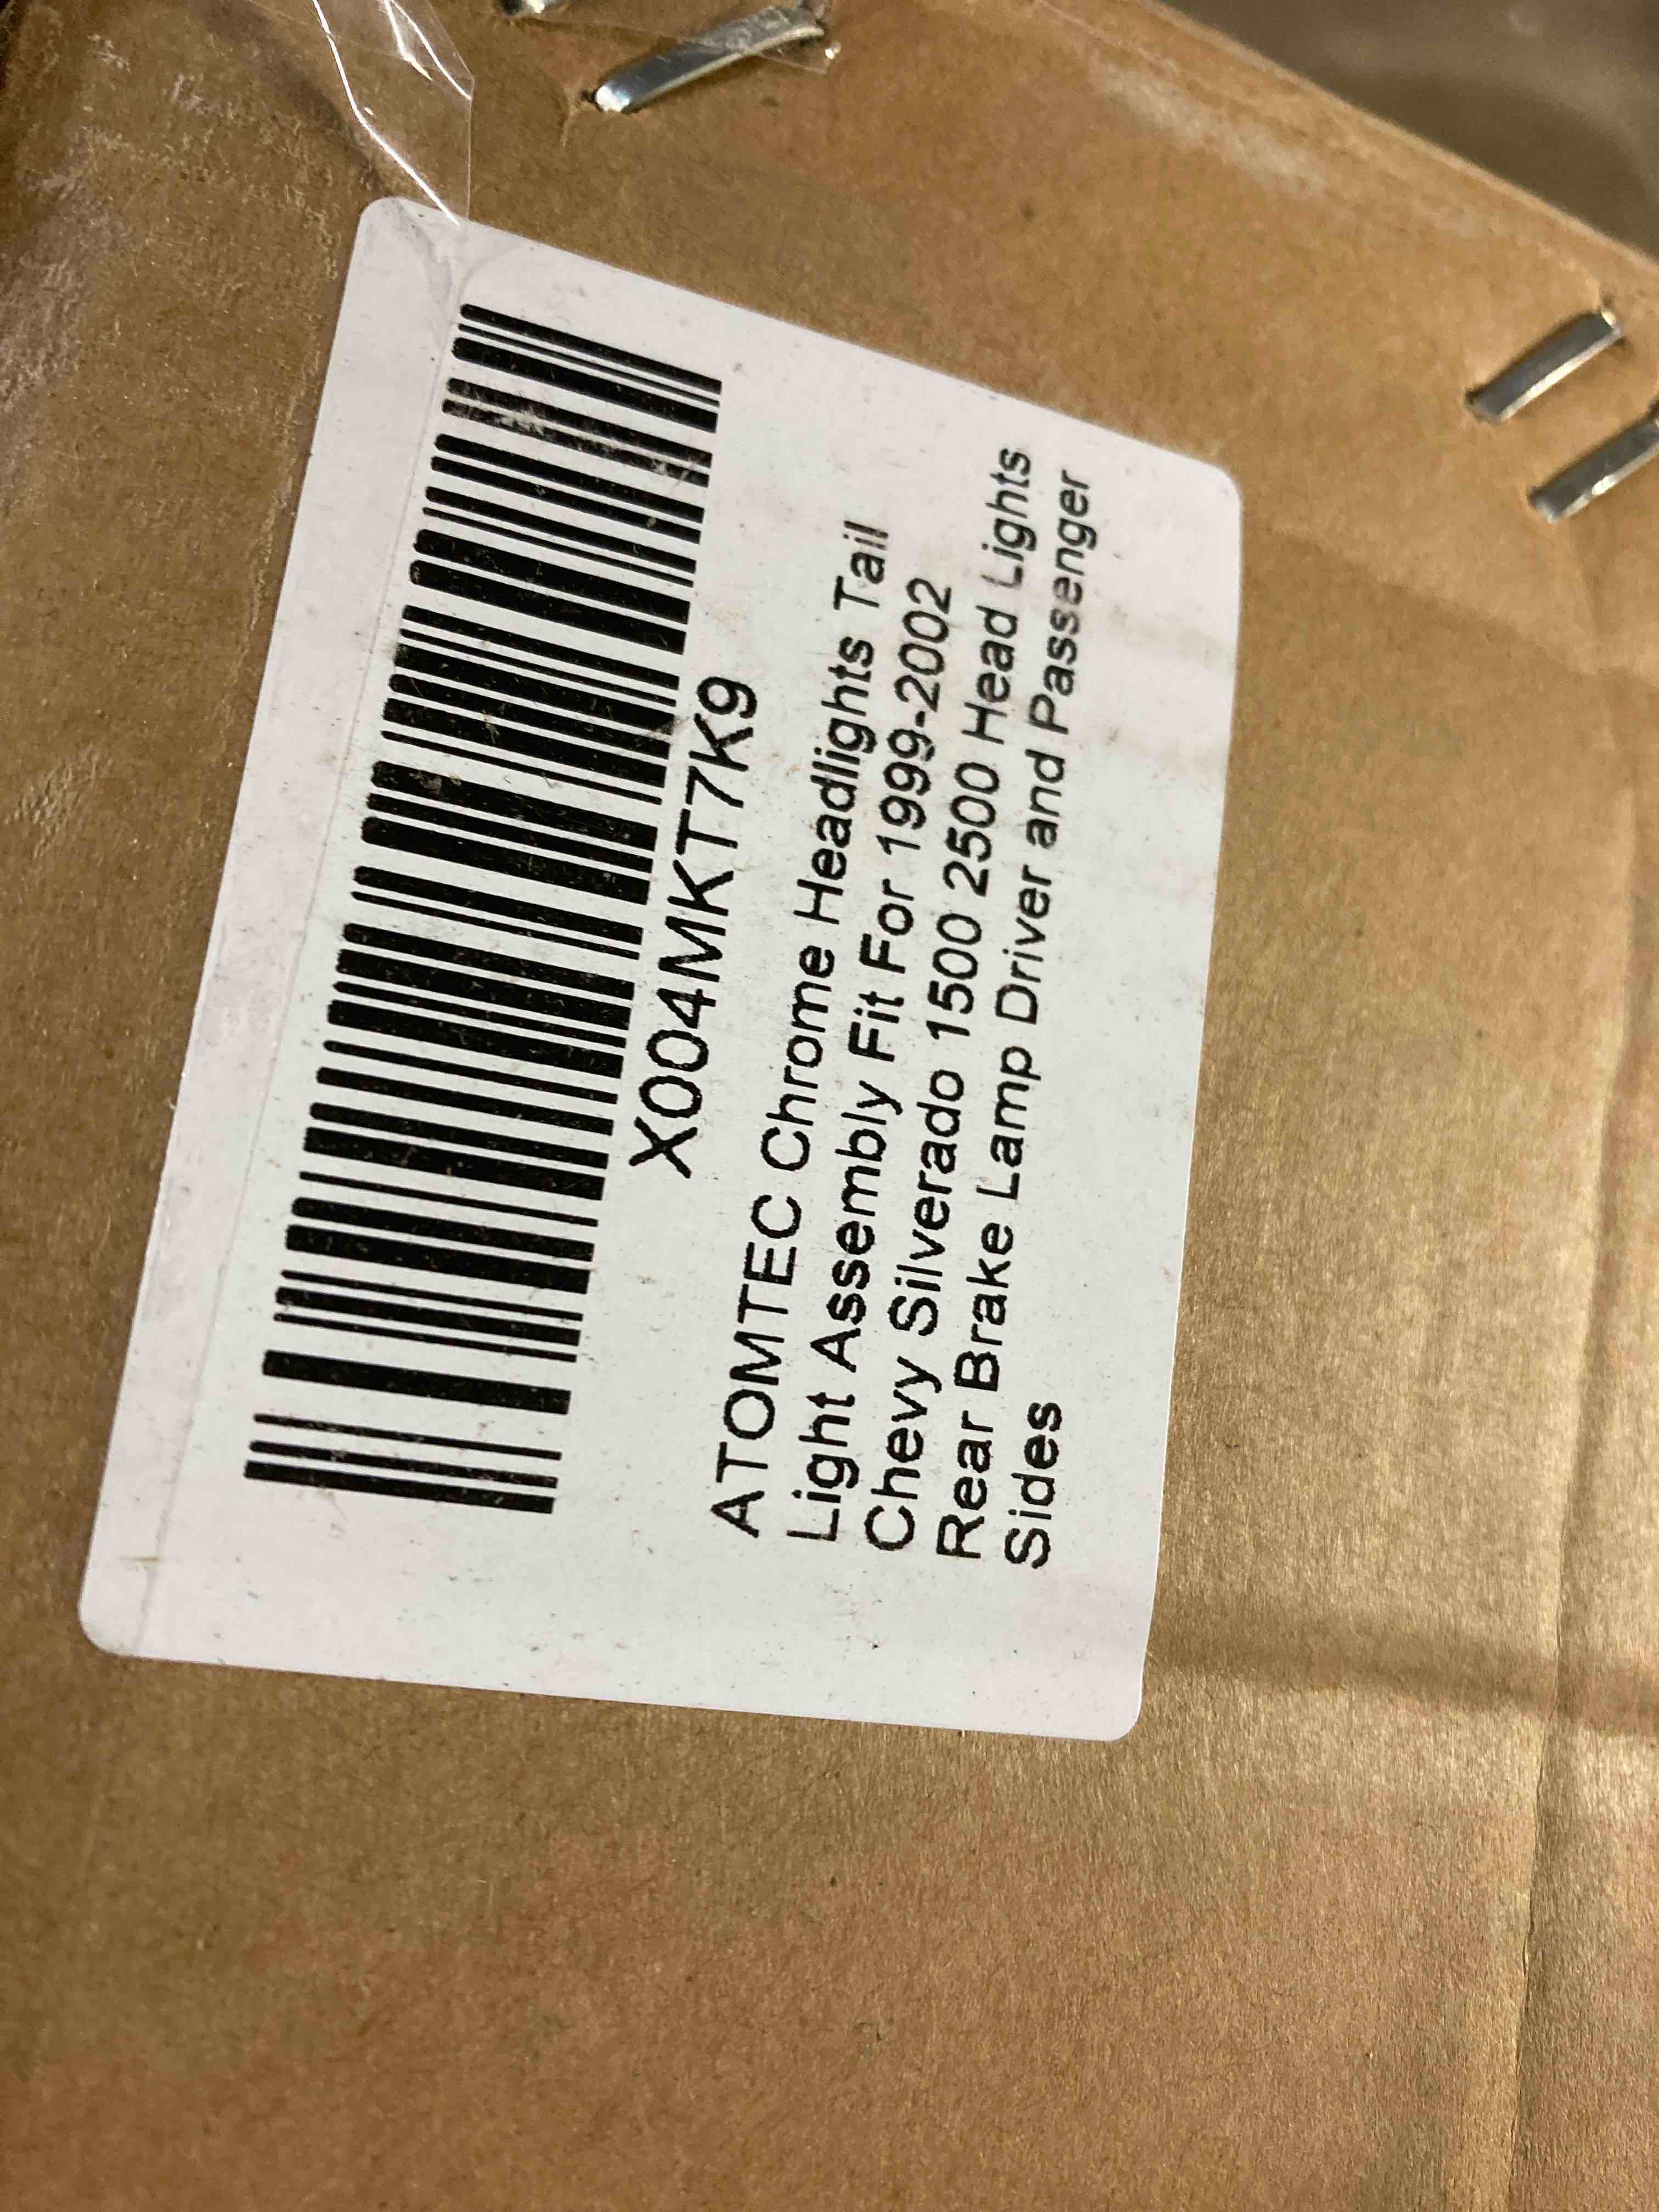 X004MKT7K9
ATOMTEC Chrome Headlights Tail
Light Assembly Fit For 1999-2002
Chevy Silverado 1500 2500 Head Lights
Rear Brake Lamp Driver and Passenger
Sides